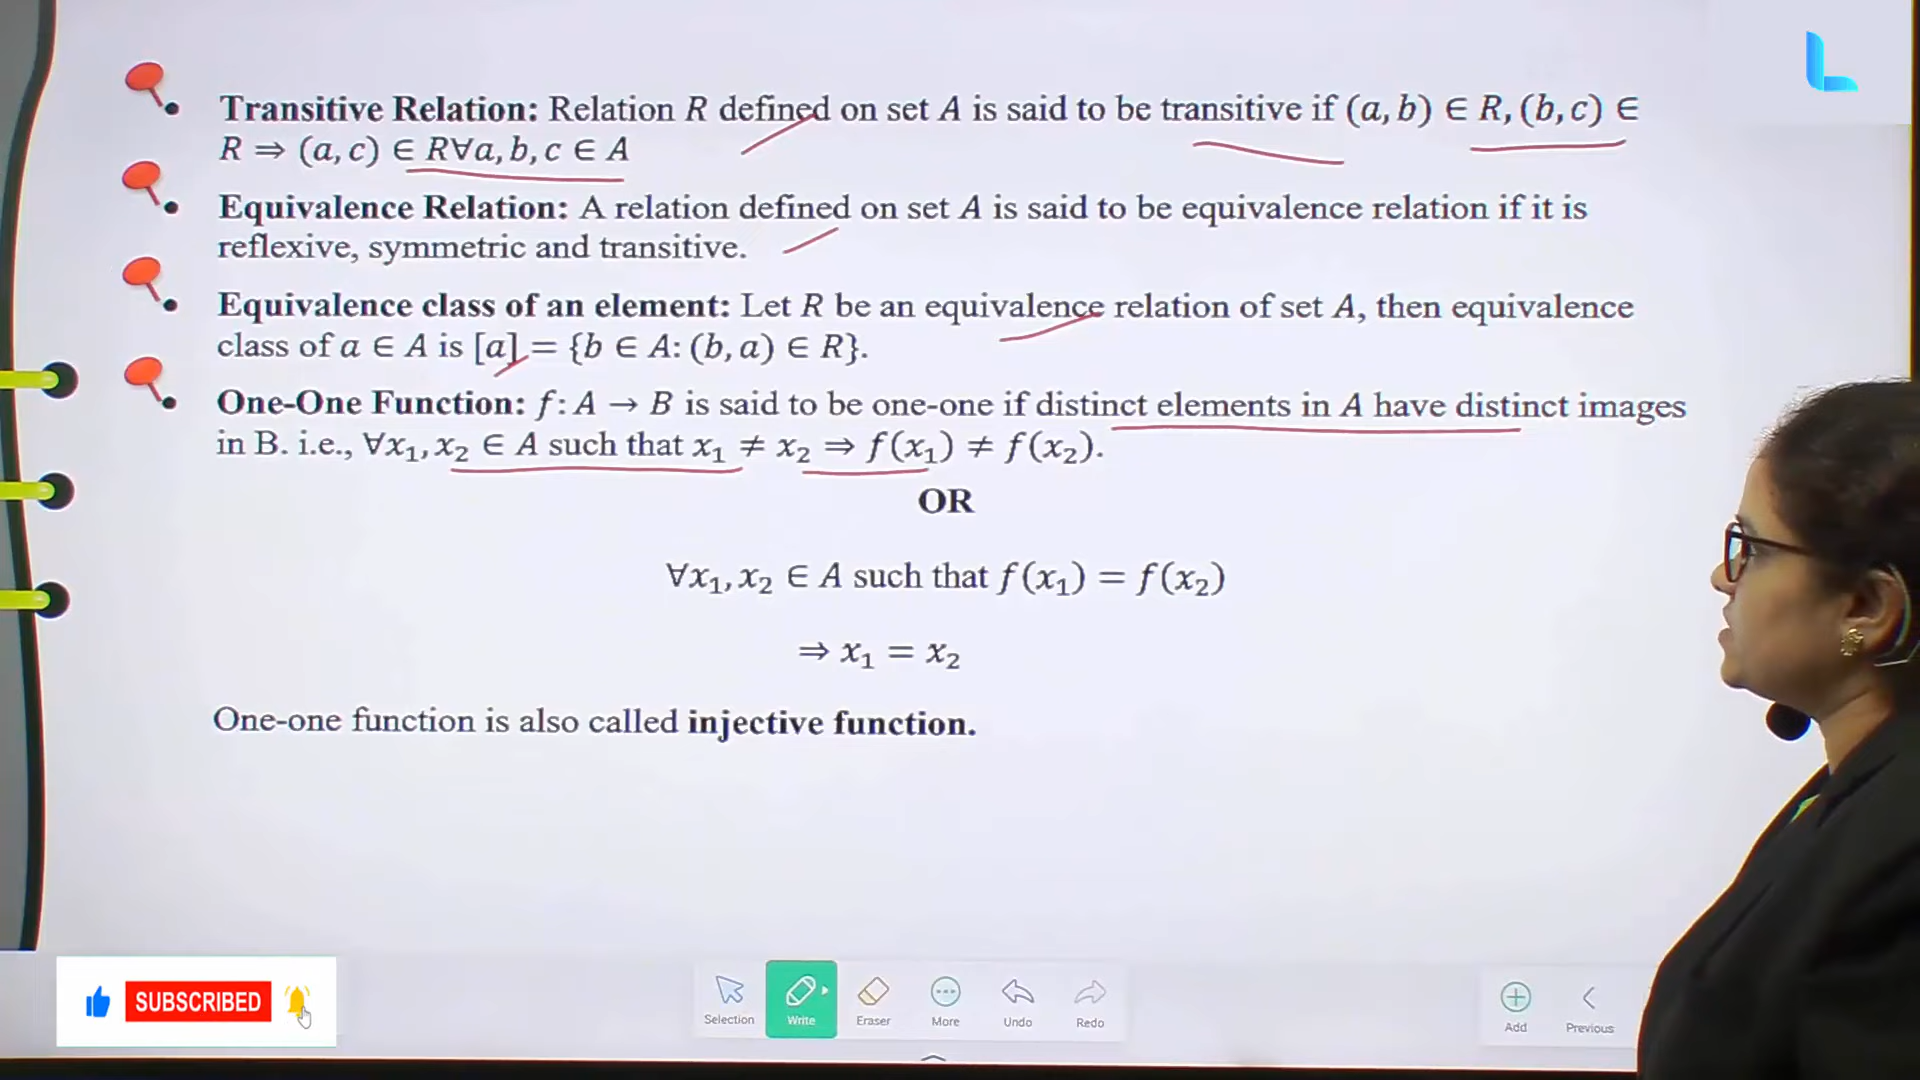 Transitive Relation: Relation R defined on set A is said to be transitive if (a, b) ∈ R, (b, c) ∈
R ⇒ (a, c) ∈ R∀a, b, c ∈ A
Equivalence Relation: A relation defined on set A is said to be equivalence relation if it is
reflexive, symmetric and transitive.
Equivalence class of an element: Let R be an equivalence relation of set A, then equivalence
class of a ∈ A is [a] = {b ∈ A: (b, a) ∈ R}.
One-One Function: f: A → B is said to be one-one if distinct elements in A have distinct images
in B. i.e., ∀x₁, x₂ ∈ A such that x₁ ≠ x₂ ⇒ f(x₁) ≠ f(x₂).
OR
∀x₁, x₂ ∈ A such that f(x₁) = f(x₂)
⇒ x₁ = x₂
One-one function is also called injective function.
SUBSCRIBED
Selection Write Eraser More Undo Redo
Add Previous